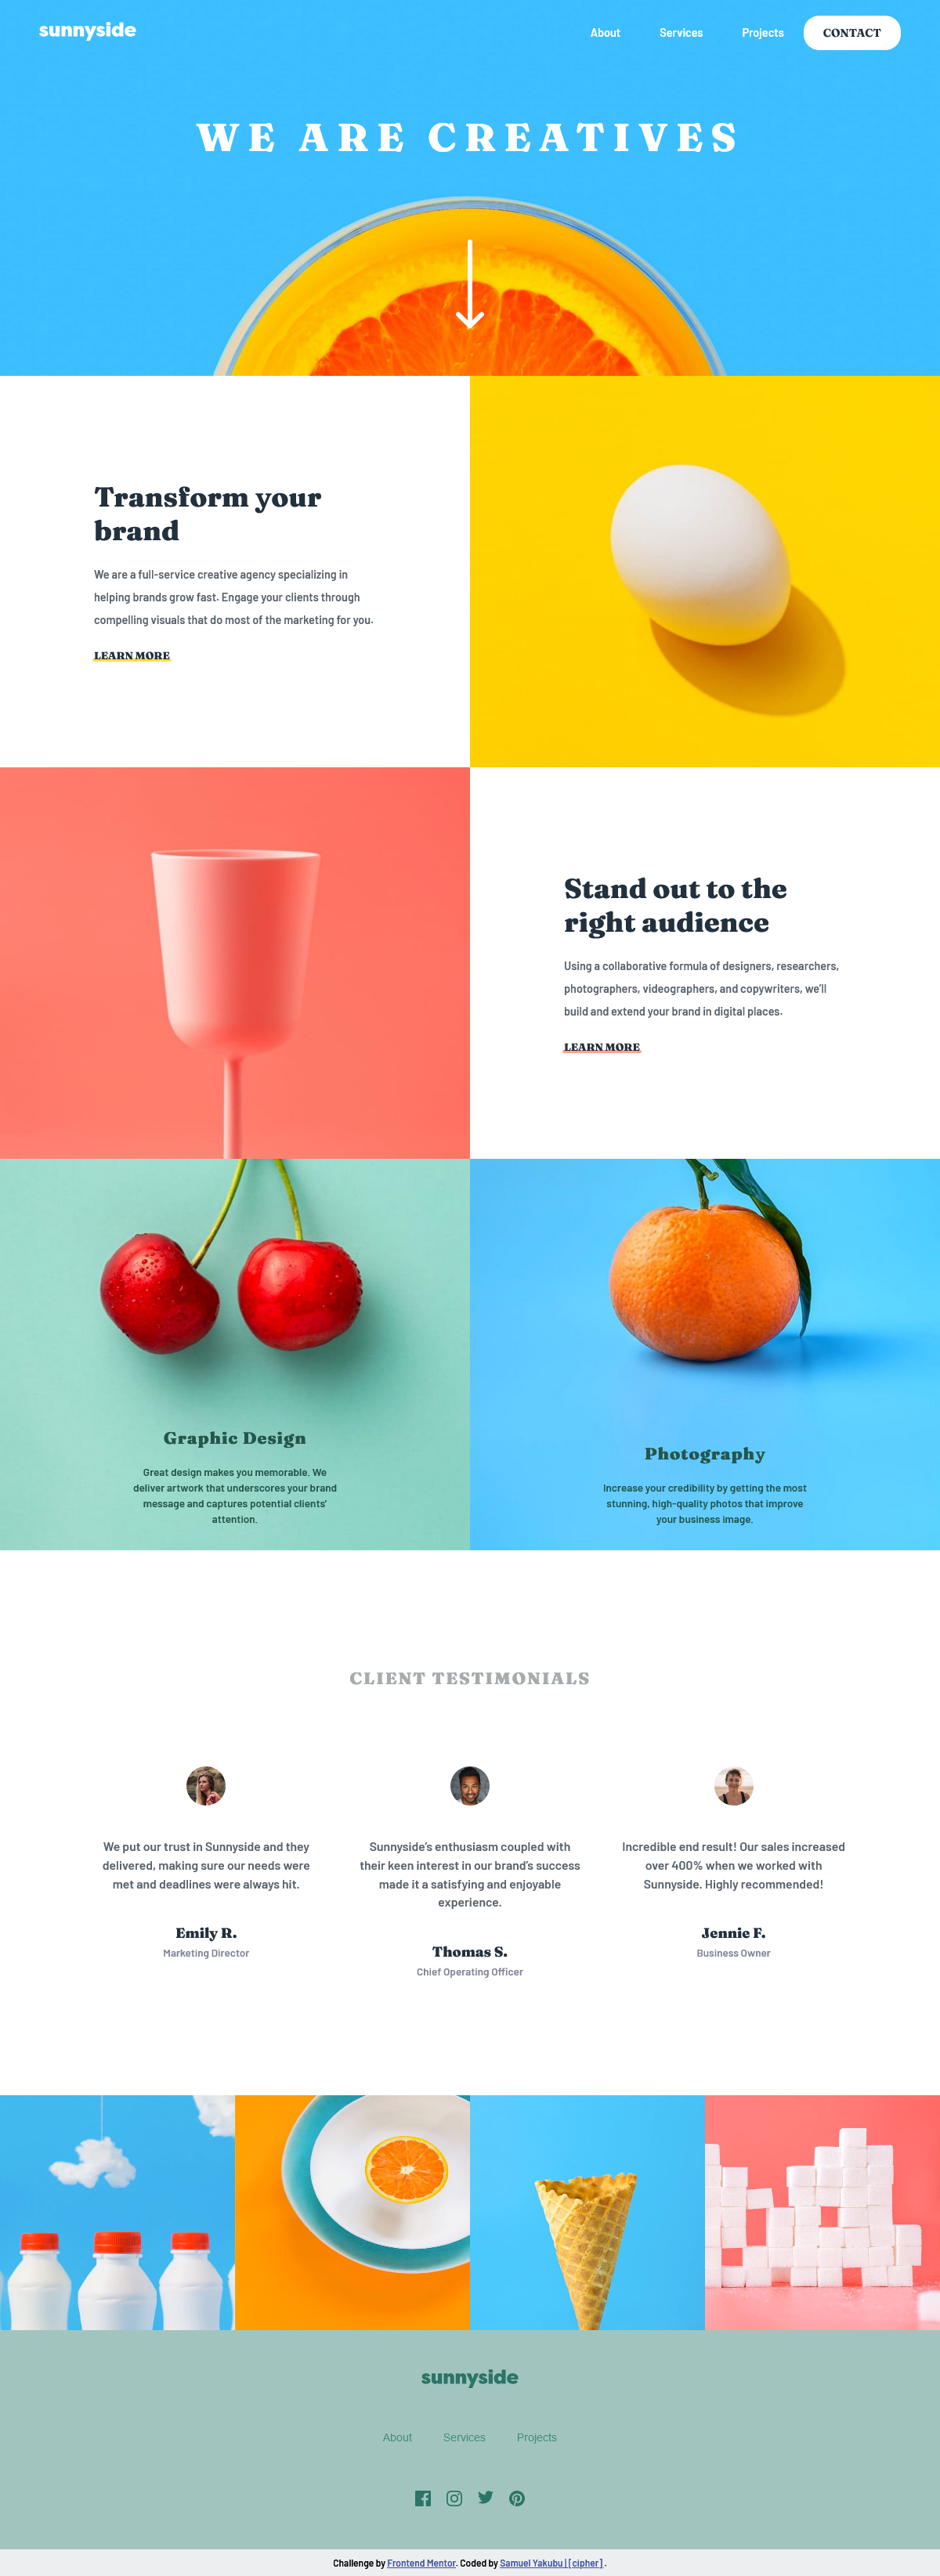 sunnyside
About Services Projects CONTACT
WE ARE CREATIVES
Transform your
brand
We are a full-service creative agency specializing in
helping brands grow fast. Engage your clients through
compelling visuals that do most of the marketing for you.
LEARN MORE
Stand out to the
right audience
Using a collaborative formula of designers, researchers,
photographers, videographers, and copywriters, we'll
build and extend your brand in digital places.
LEARN MORE
Graphic Design
Great design makes you memorable. We
deliver artwork that underscores your brand
message and captures potential clients'
attention.
Photography
Increase your credibility by getting the most
stunning, high-quality photos that improve
your business image.
CLIENT TESTIMONIALS
We put our trust in Sunnyside and they
delivered, making sure our needs were
met and deadlines were always hit.
Emily R.
Marketing Director
Sunnyside's enthusiasm coupled with
their keen interest in our brand's success
made it a satisfying and enjoyable
experience.
Thomas S.
Chief Operating Officer
Incredible end result! Our sales increased
over 400% when we worked with
Sunnyside. Highly recommended!
Jennie F.
Business Owner
sunnyside
About Services Projects
Challenge by Frontend Mentor. Coded by Samuel Yakubu | [cipher] .